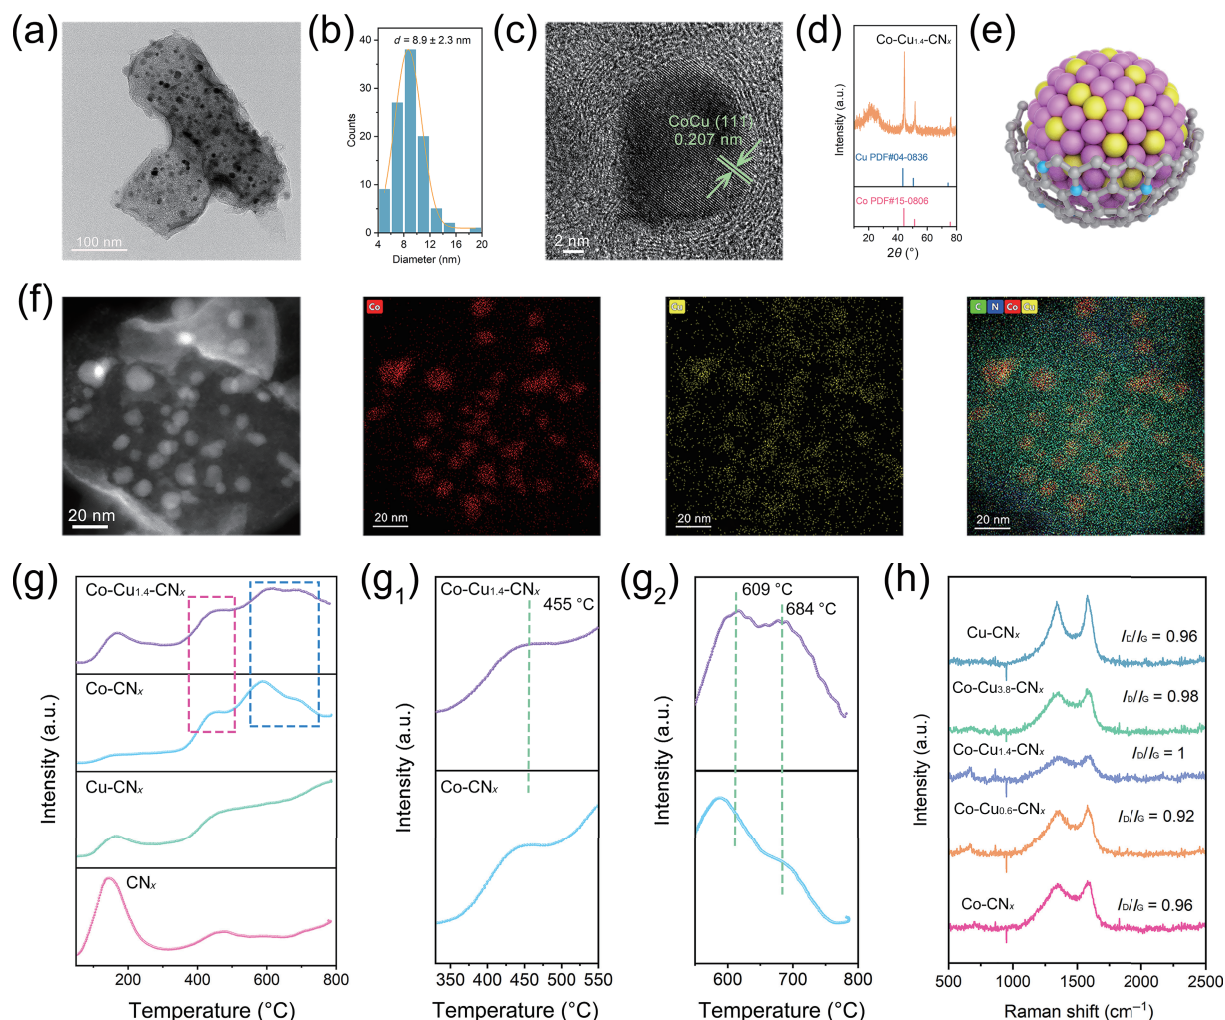 (a)
100 nm
(b)
d = 8.9 ± 2.3 nm
40
30
20
10
0
Counts
4 8 12 16 20
Diameter (nm)
(c)
CoCu (111)
0.207 nm
2 nm
(d)
Co-Cu1.4-CNx
Intensity (a.u.)
Cu PDF#04-0836
Co PDF#15-0806
20 40 60 80
2θ (°)
(e)
(f)
20 nm
Co
20 nm
Cu
20 nm
C N Co Cu
20 nm
(g)
Co-Cu1.4-CNx
Co-CNx
Cu-CNx
CNx
Intensity (a.u.)
200 400 600 800
Temperature (°C)
(g1)
Co-Cu1.4-CNx
455 °C
Co-CNx
Intensity (a.u.)
350 400 450 500 550
Temperature (°C)
(g2)
609 °C
684 °C
Intensity (a.u.)
600 700 800
Temperature (°C)
(h)
Cu-CNx
ID/IG = 0.96
Co-Cu3.8-CNx
ID/IG = 0.98
Co-Cu1.4-CNx
ID/IG = 1
Co-Cu0.6-CNx
ID/IG = 0.92
Co-CNx
ID/IG = 0.96
Intensity (a.u.)
500 1000 1500 2000 2500
Raman shift (cm–1)